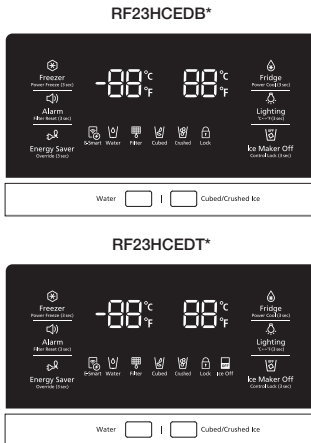 RF23HCEDB*
-88°C 88°C
°F °F
Freezer
Power Freeze (3 sec)
Alarm
Filter Reset (3 sec)
Energy Saver
Override (3 sec)
E-Smart Water Filter Cubed Crushed Lock
Fridge
Power Cool (3 sec)
Lighting
°C↔°F(3 sec)
Ice Maker Off
Control Lock (3 sec)
Water | Cubed/Crushed Ice
RF23HCEDT*
-88°C 88°C
°F °F
Freezer
Power Freeze (3 sec)
Alarm
Filter Reset (3 sec)
Energy Saver
Override (3 sec)
E-Smart Water Filter Cubed Crushed Lock Ice Off
Fridge
Power Cool (3 sec)
Lighting
°C↔°F(3 sec)
Ice Maker Off
Control Lock (3 sec)
Water | Cubed/Crushed Ice